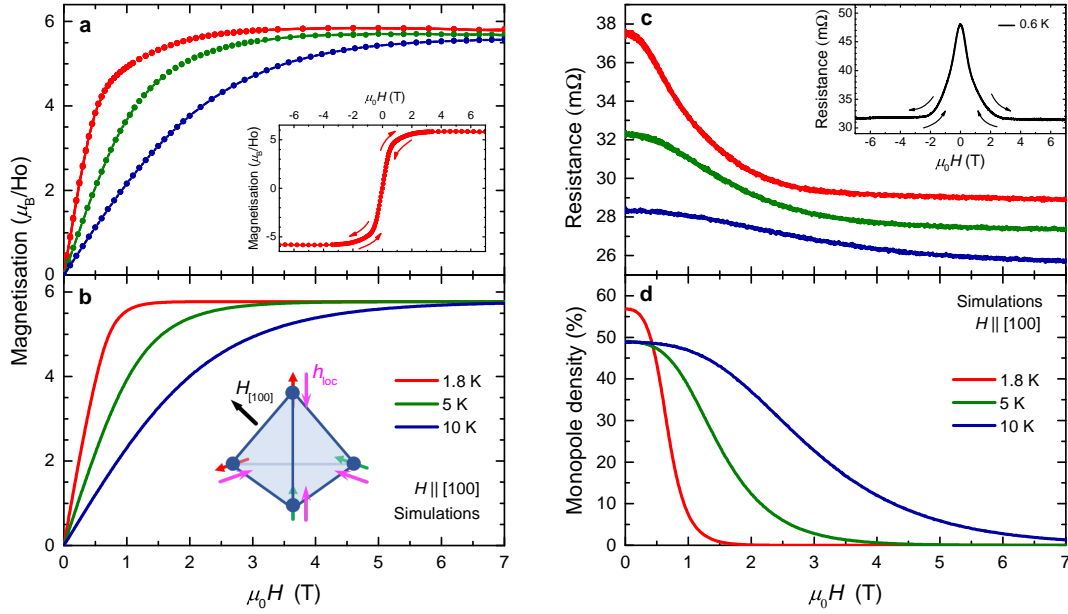 a
Magnetisation (μB/Ho)
6
4
2
0
μ0H (T)
-6 -4 -2 0 2 4 6
Magnetisation (μB/Ho)
5
0
-5
b
6
4
2
0
hloc
H[100]
1.8 K
5 K
10 K
H || [100]
Simulations
0 1 2 3 4 5 6 7
μ0H (T)
c
Resistance (mΩ)
38
36
34
32
30
28
26
Resistance (mΩ)
50
45
40
35
30
0.6 K
-6 -4 -2 0 2 4 6
μ0H (T)
d
Monopole density (%)
60
50
40
30
20
10
0
Simulations
H || [100]
1.8 K
5 K
10 K
0 1 2 3 4 5 6 7
μ0H (T)